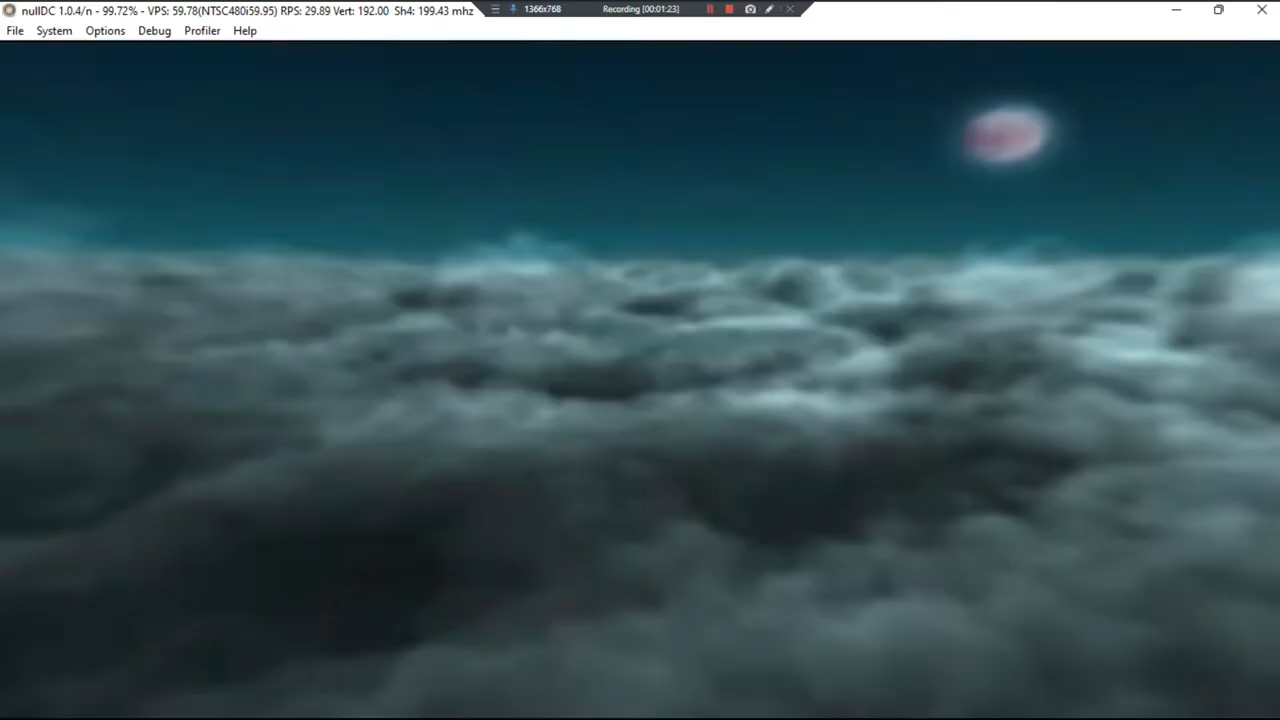 nullDC 1.0.4/n - 99.72% - VPS: 59.78(NTSC480i59.95) RPS: 29.89 Vert: 192.00 Sh4: 199.43 mhz
1366x768
Recording [00:01:23]
File System Options Debug Profiler Help